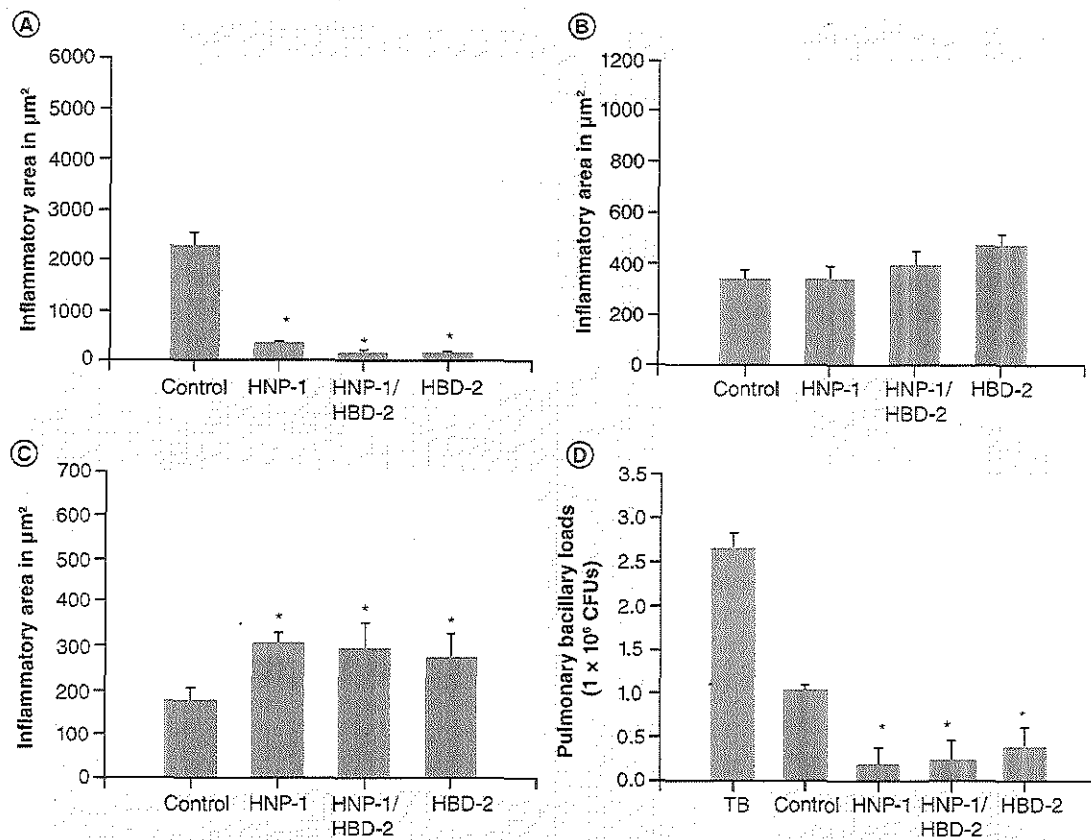 A
Inflammatory area in µm²
6000
5000
4000
3000
2000
1000
0
Control
HNP-1
*
HNP-1/
HBD-2
*
HBD-2
*
B
Inflammatory area in µm²
1200
1000
800
600
400
200
0
Control
HNP-1
HNP-1/
HBD-2
HBD-2
C
Inflammatory area in µm²
700
600
500
400
300
200
100
0
Control
HNP-1
*
HNP-1/
HBD-2
*
HBD-2
*
D
Pulmonary bacillary loads
(1 × 10⁶ CFUs)
3.5
3.0
2.5
2.0
1.5
1.0
0.5
0.0
TB
Control
HNP-1
*
HNP-1/
HBD-2
*
HBD-2
*